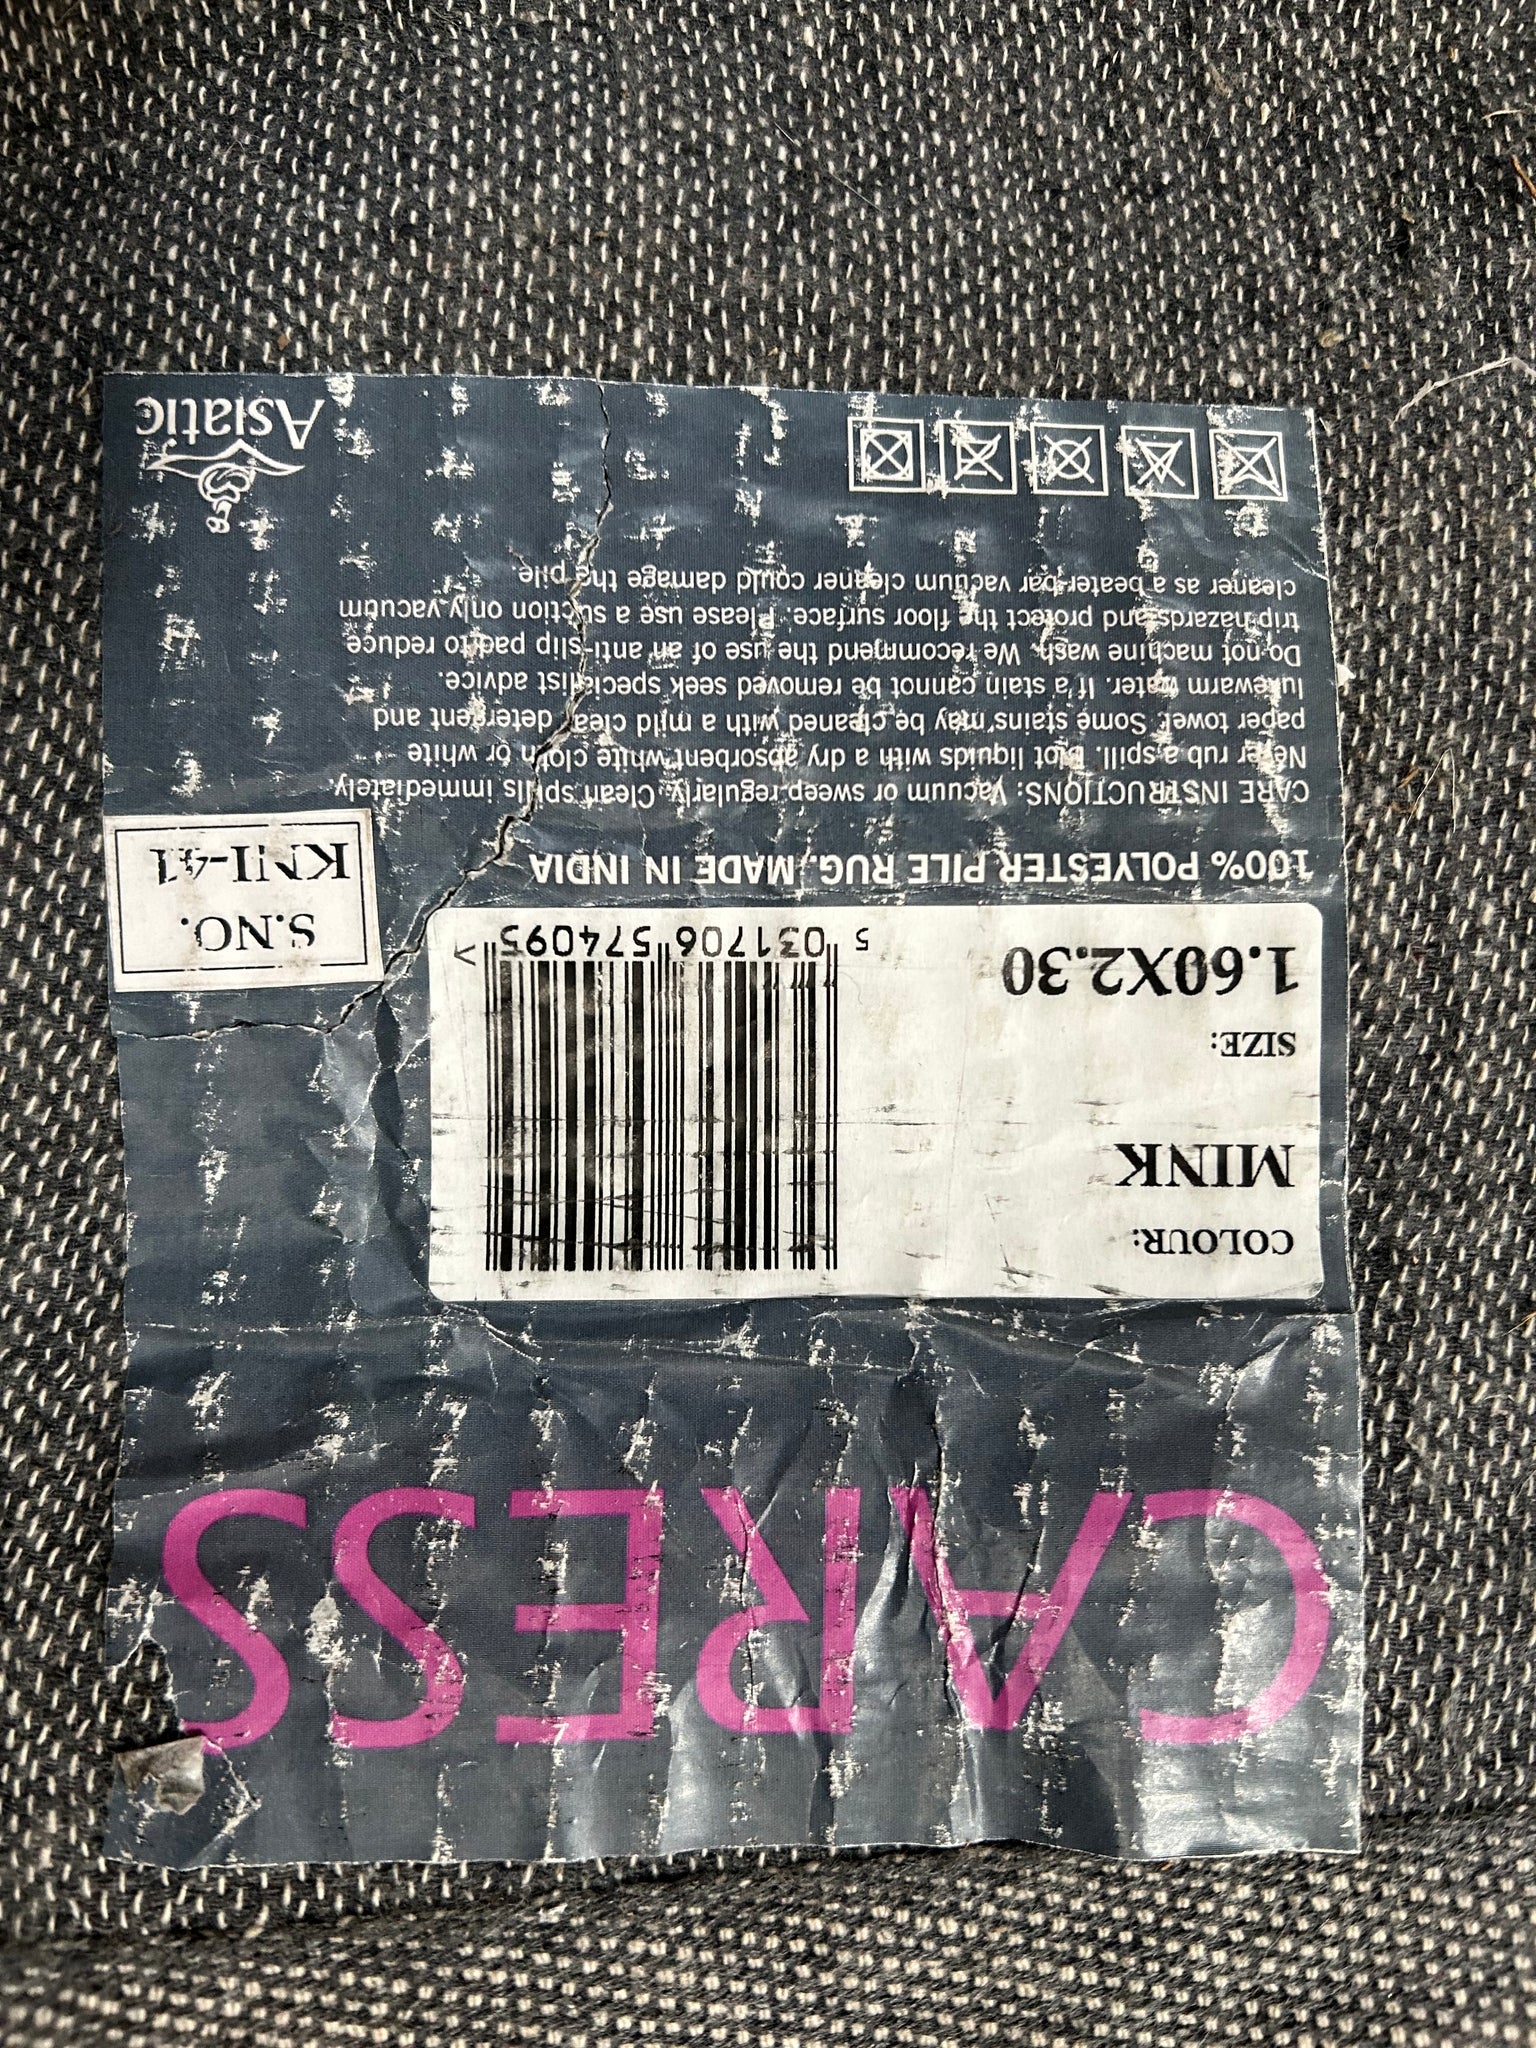 CARESS
COLOUR:
MINK
SIZE:
1.60X2.30
5 031706 574095 >
S.NO.
KNH-41
100% POLYESTER PILE RUG. MADE IN INDIA
CARE INSTRUCTIONS: Vacuum or sweep regularly. Clean spills immediately.
Never rub a spill. Blot liquids with a dry absorbent white cloth or white
paper towel. Some stains may be cleaned with a mild clear detergent and
lukewarm water. If a stain cannot be removed seek specialist advice.
Do not machine wash. We recommend the use of an anti-slip pad to reduce
trip hazards and protect the floor surface. Please use a suction only vacuum
cleaner as a beater bar vacuum cleaner could damage the pile.
Asiatic